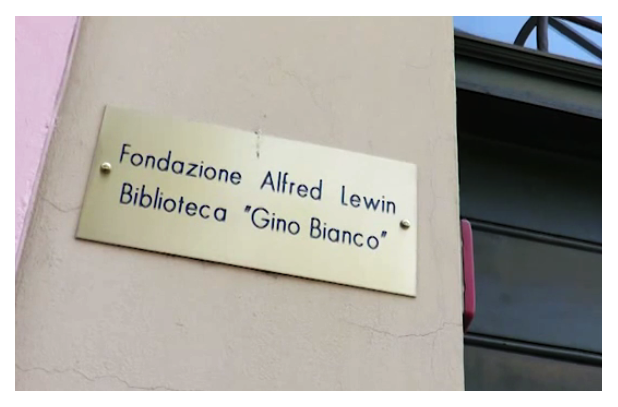 Fondazione Alfred Lewin
Biblioteca "Gino Bianco"